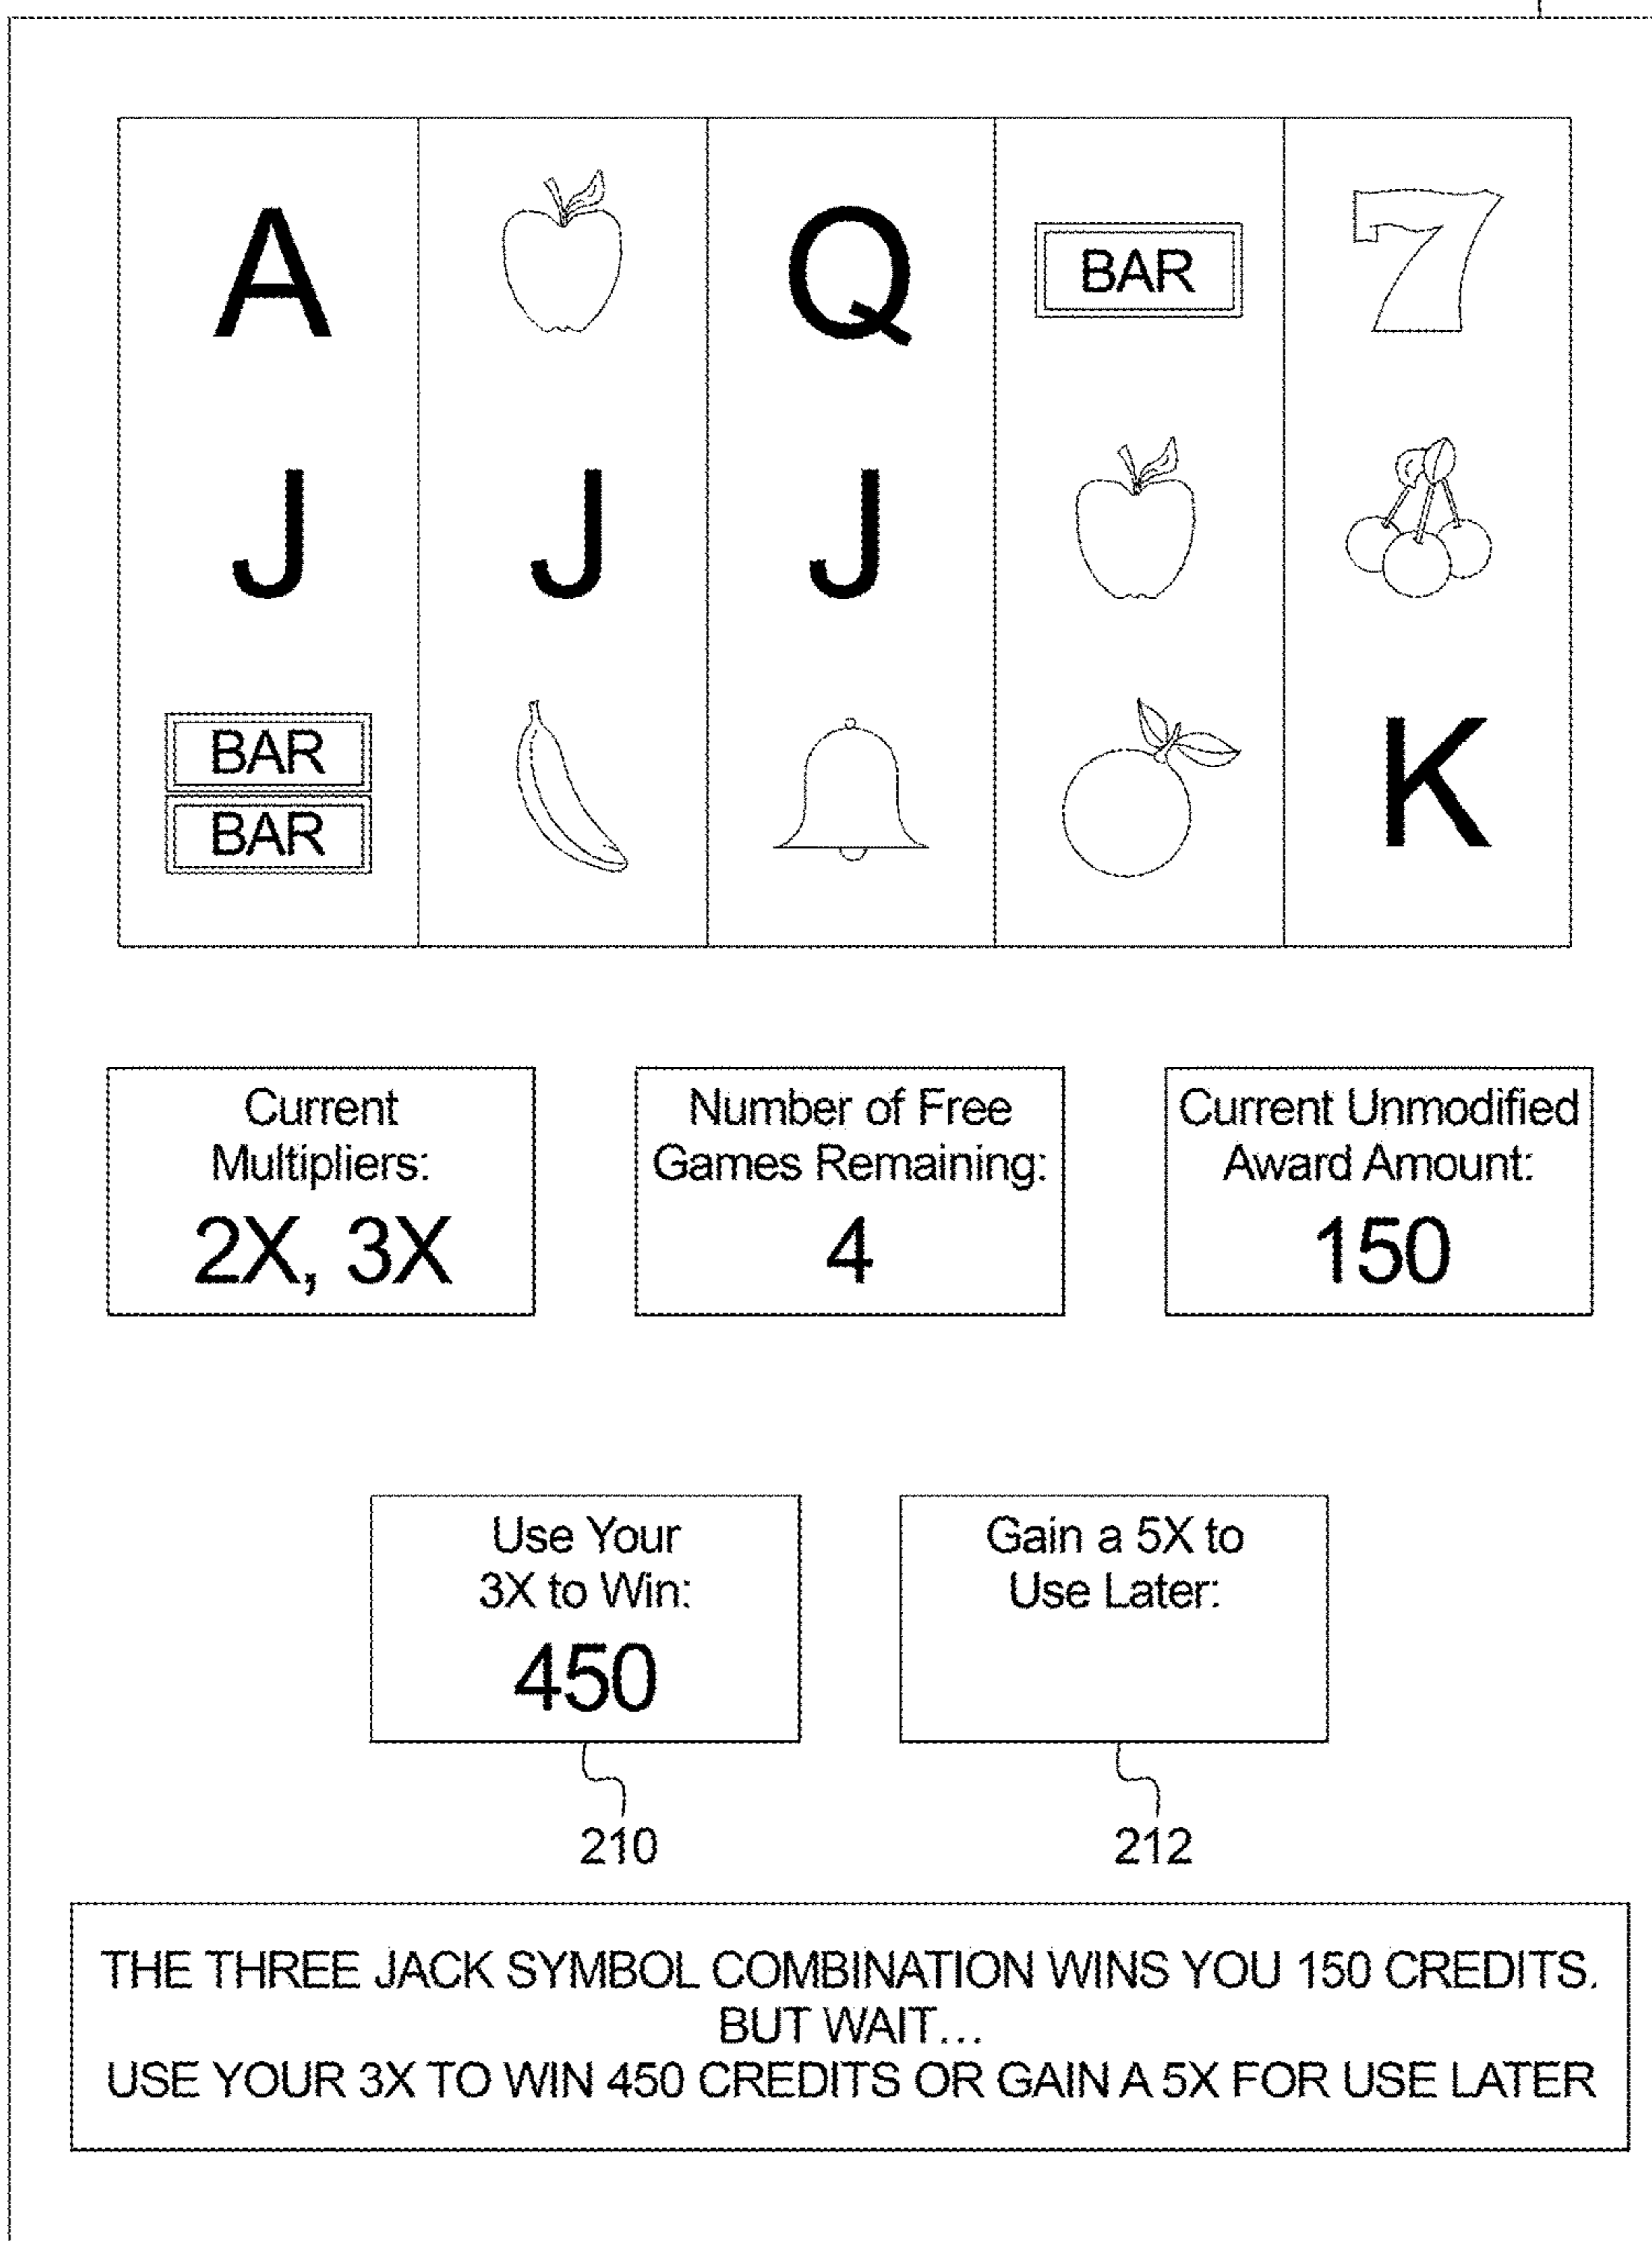 A
Q
BAR
7
J
J
J
BAR
BAR
K
Current
Multipliers:
2X, 3X
Number of Free
Games Remaining:
4
Current Unmodified
Award Amount:
150
Use Your
3X to Win:
450
Gain a 5X to
Use Later:
210
212
THE THREE JACK SYMBOL COMBINATION WINS YOU 150 CREDITS.
BUT WAIT...
USE YOUR 3X TO WIN 450 CREDITS OR GAIN A 5X FOR USE LATER